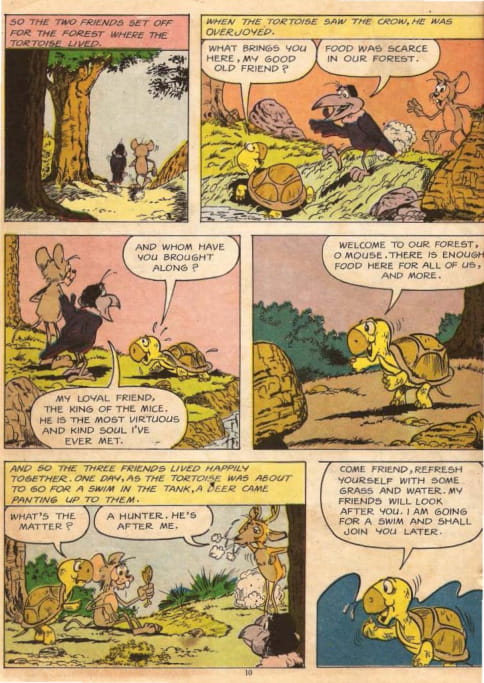 SO THE TWO FRIENDS SET OFF
FOR THE FOREST WHERE THE
TORTOISE LIVED.
WHEN THE TORTOISE SAW THE CROW, HE WAS
OVERJOYED.
WHAT BRINGS YOU
HERE, MY GOOD
OLD FRIEND?
FOOD WAS SCARCE
IN OUR FOREST.
AND WHOM HAVE
YOU BROUGHT
ALONG?
MY LOYAL FRIEND,
THE KING OF THE MICE.
HE IS THE MOST VIRTUOUS
AND KIND SOUL I'VE
EVER MET.
WELCOME TO OUR FOREST,
O MOUSE. THERE IS ENOUGH
FOOD HERE FOR ALL OF US,
AND MORE.
AND SO THE THREE FRIENDS LIVED HAPPILY
TOGETHER. ONE DAY, AS THE TORTOISE WAS ABOUT
TO GO FOR A SWIM IN THE TANK, A DEER CAME
PANTING UP TO THEM.
WHAT'S THE
MATTER?
A HUNTER. HE'S
AFTER ME.
COME FRIEND, REFRESH
YOURSELF WITH SOME
GRASS AND WATER. MY
FRIENDS WILL LOOK
AFTER YOU. I AM GOING
FOR A SWIM AND SHALL
JOIN YOU LATER.
10